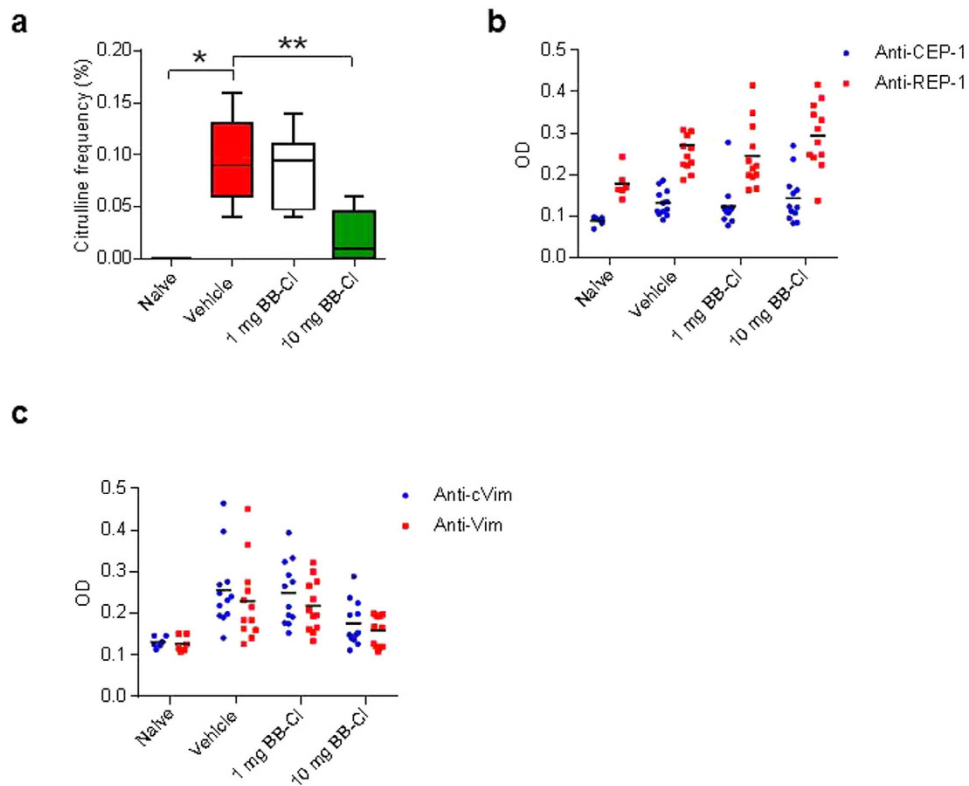 a
0.20
0.15
0.10
0.05
0.00
Citrulline frequency (%)
*
**
Naive
Vehicle
1 mg BB-Cl
10 mg BB-Cl
b
0.5
0.4
0.3
0.2
0.1
0.0
OD
Anti-CEP-1
Anti-REP-1
Naive
Vehicle
1 mg BB-Cl
10 mg BB-Cl
c
0.5
0.4
0.3
0.2
0.1
0.0
OD
Anti-cVim
Anti-Vim
Naive
Vehicle
1 mg BB-Cl
10 mg BB-Cl